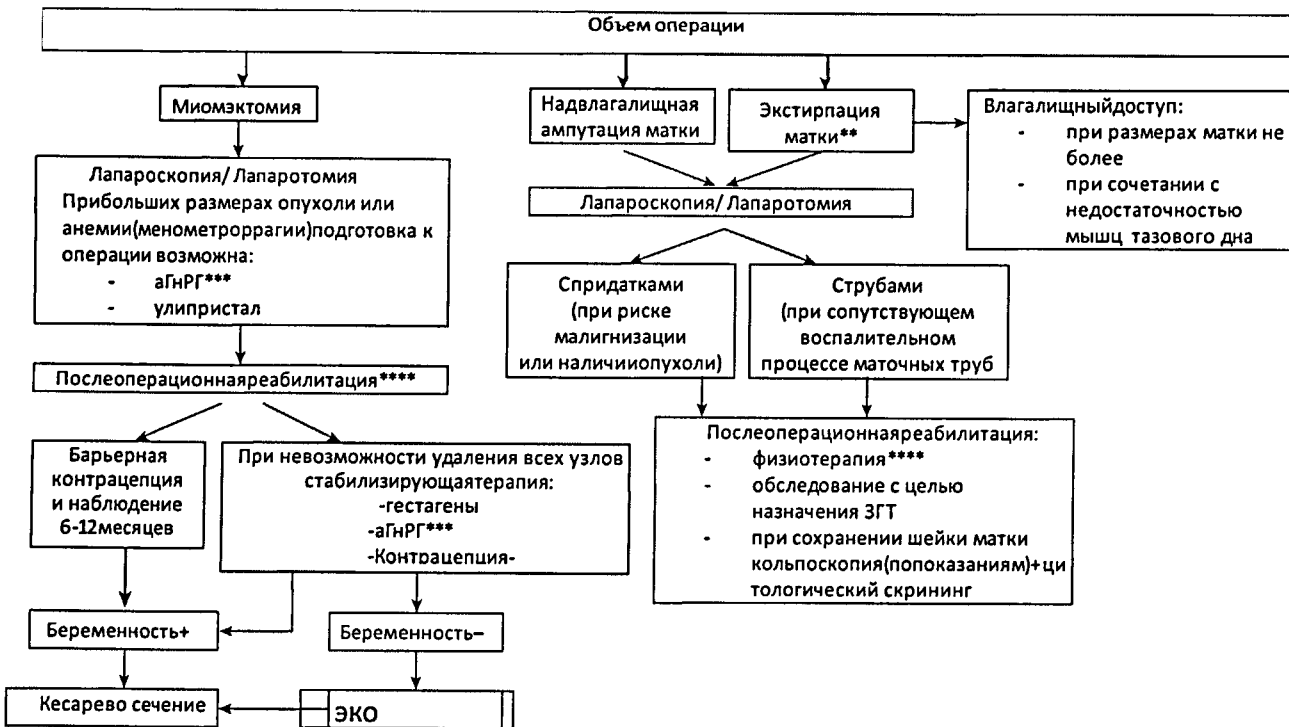 Объем операции
Миомэктомия
Надвлагалищная
ампутация матки
Экстирпация
матки**
Влагалищныйдоступ:
- при размерах матки не
более
- при сочетании с
недостаточностью
мышц тазового дна
Лапароскопия/ Лапаротомия
Прибольших размерах опухоли или
анемии(менометроррагии)подготовка к
операции возможна:
- аГнРГ***
- улипристал
Лапароскопия/ Лапаротомия
Спридатками
(при риске
малигнизации
или наличииопухоли)
Струбами
(при сопутствующем
воспалительном
процессе маточных труб
Послеоперационнаяреабилитация****
Барьерная
контрацепция
и наблюдение
6-12месяцев
При невозможности удаления всех узлов
стабилизирующаятерапия:
-гестагены
-аГнРГ***
-Контрацепция-
Послеоперационнаяреабилитация:
- физиотерапия****
- обследование с целью
назначения ЗГТ
- при сохранении шейки матки
кольпоскопия(попоказаниям)+ци
тологический скрининг
Беременность+
Беременность–
Кесарево сечение
ЭКО